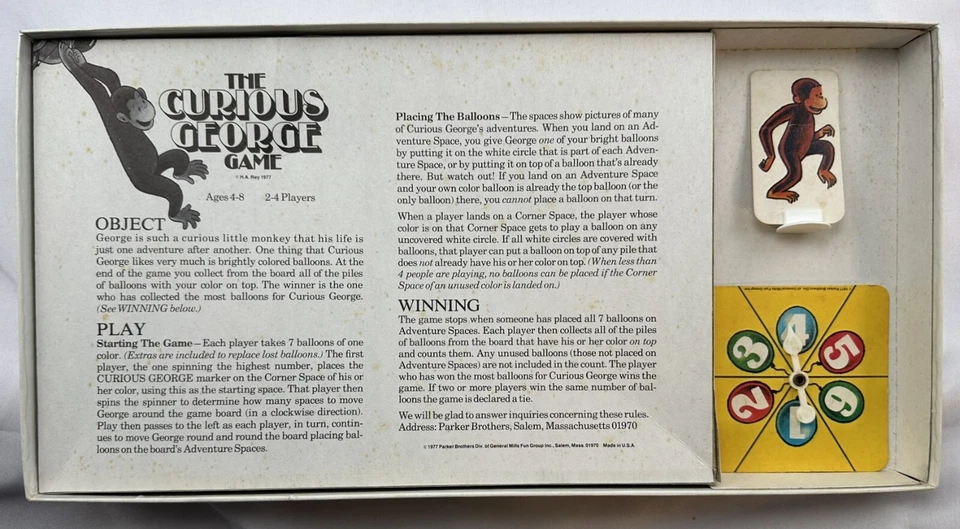 THE
CURIOUS
GEORGE
GAME
© H.A. Rey 1977
Ages 4-8 2-4 Players
OBJECT
George is such a curious little monkey that his life is
just one adventure after another. One thing that Curious
George likes very much is brightly colored balloons. At the
end of the game you collect from the board all of the piles
of balloons with your color on top. The winner is the one
who has collected the most balloons for Curious George.
(See WINNING below.)
PLAY
Starting The Game – Each player takes 7 balloons of one
color. (Extras are included to replace lost balloons.) The first
player, the one spinning the highest number, places the
CURIOUS GEORGE marker on the Corner Space of his or
her color, using this as the starting space. That player then
spins the spinner to determine how many spaces to move
George around the game board (in a clockwise direction).
Play then passes to the left as each player, in turn, contin-
ues to move George round and round the board placing bal-
loons on the board's Adventure Spaces.
Placing The Balloons – The spaces show pictures of many
of Curious George's adventures. When you land on an Ad-
venture Space, you give George one of your bright balloons
by putting it on the white circle that is part of each Adven-
ture Space, or by putting it on top of a balloon that's already
there. But watch out! If you land on an Adventure Space
and your own color balloon is already the top balloon (or the
only balloon) there, you cannot place a balloon on that turn.
When a player lands on a Corner Space, the player whose
color is on that Corner Space gets to play a balloon on any
uncovered white circle. If all white circles are covered with
balloons, that player can put a balloon on top of any pile that
does not already have his or her color on top. (When less than
4 people are playing, no balloons can be placed if the Corner
Space of an unused color is landed on.)
WINNING
The game stops when someone has placed all 7 balloons on
Adventure Spaces. Each player then collects all of the piles
of balloons from the board that have his or her color on top
and counts them. Any unused balloons (those not placed on
Adventure Spaces) are not included in the count. The player
who has won the most balloons for Curious George wins the
game. If two or more players win the same number of bal-
loons the game is declared a tie.
We will be glad to answer inquiries concerning these rules.
Address: Parker Brothers, Salem, Massachusetts 01970
© 1977 Parker Brothers Div. of General Mills Fun Group Inc., Salem, Mass. 01970 Made in U.S.A.
4
3
5
2
6
1